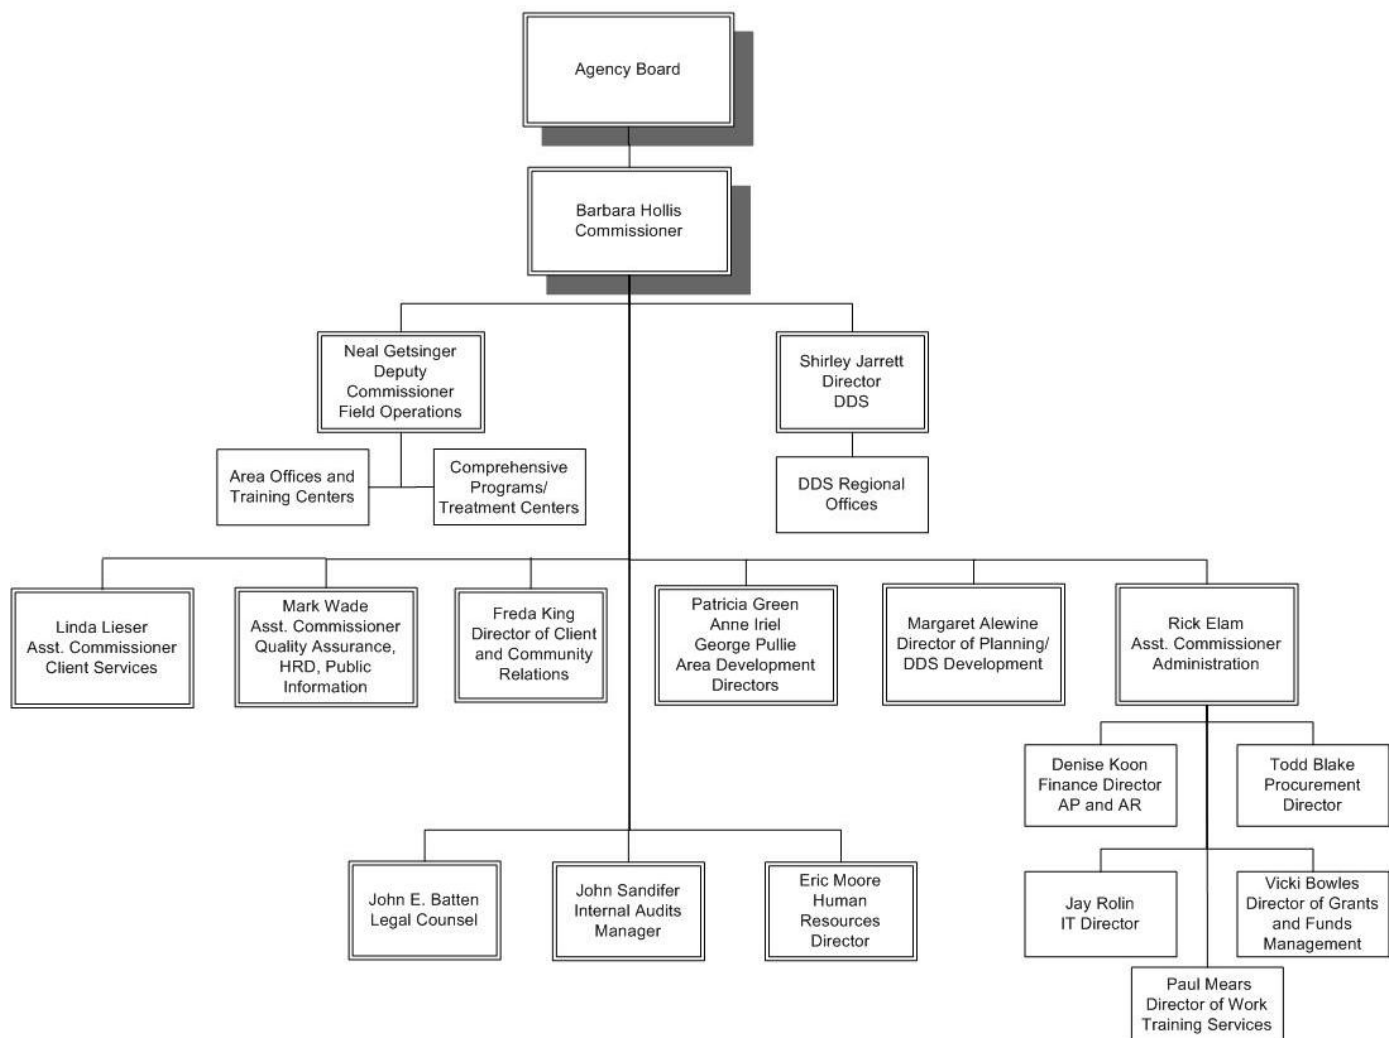 Agency Board
Barbara Hollis
Commissioner
Neal Getsinger
Deputy
Commissioner
Field Operations
Shirley Jarrett
Director
DDS
Area Offices and
Training Centers
Comprehensive
Programs/
Treatment Centers
DDS Regional
Offices
Linda Lieser
Asst. Commissioner
Client Services
Mark Wade
Asst. Commissioner
Quality Assurance,
HRD, Public
Information
Freda King
Director of Client
and Community
Relations
Patricia Green
Anne Iriel
George Pullie
Area Development
Directors
Margaret Alewine
Director of Planning/
DDS Development
Rick Elam
Asst. Commissioner
Administration
Denise Koon
Finance Director
AP and AR
Todd Blake
Procurement
Director
John E. Batten
Legal Counsel
John Sandifer
Internal Audits
Manager
Eric Moore
Human
Resources
Director
Jay Rolin
IT Director
Vicki Bowles
Director of Grants
and Funds
Management
Paul Mears
Director of Work
Training Services